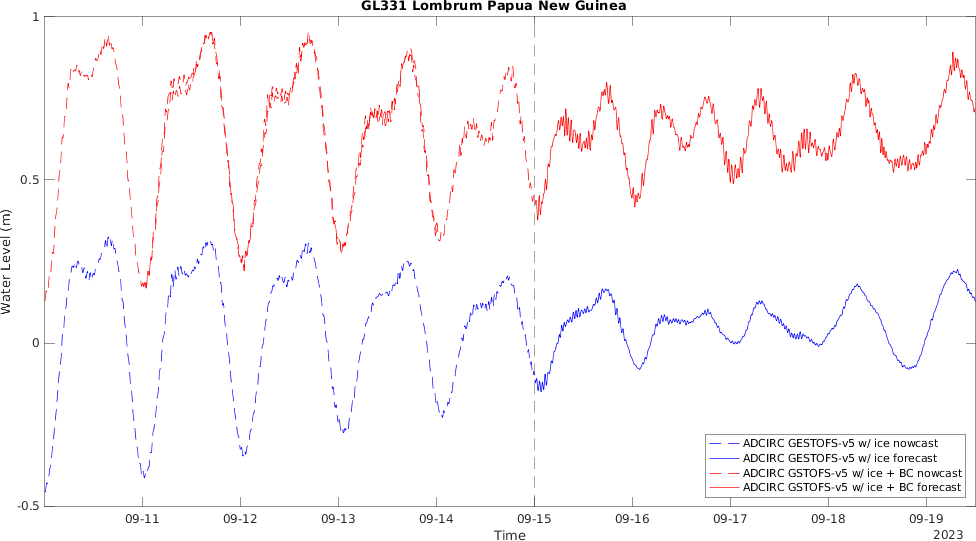 GL331 Lombrum Papua New Guinea
1
0.5
0
-0.5
Water Level (m)
09-11 09-12 09-13 09-14 09-15 09-16 09-17 09-18 09-19
Time
2023
ADCIRC GESTOFS-v5 w/ ice nowcast
ADCIRC GESTOFS-v5 w/ ice forecast
ADCIRC GSTOFS-v5 w/ ice + BC nowcast
ADCIRC GSTOFS-v5 w/ ice + BC forecast